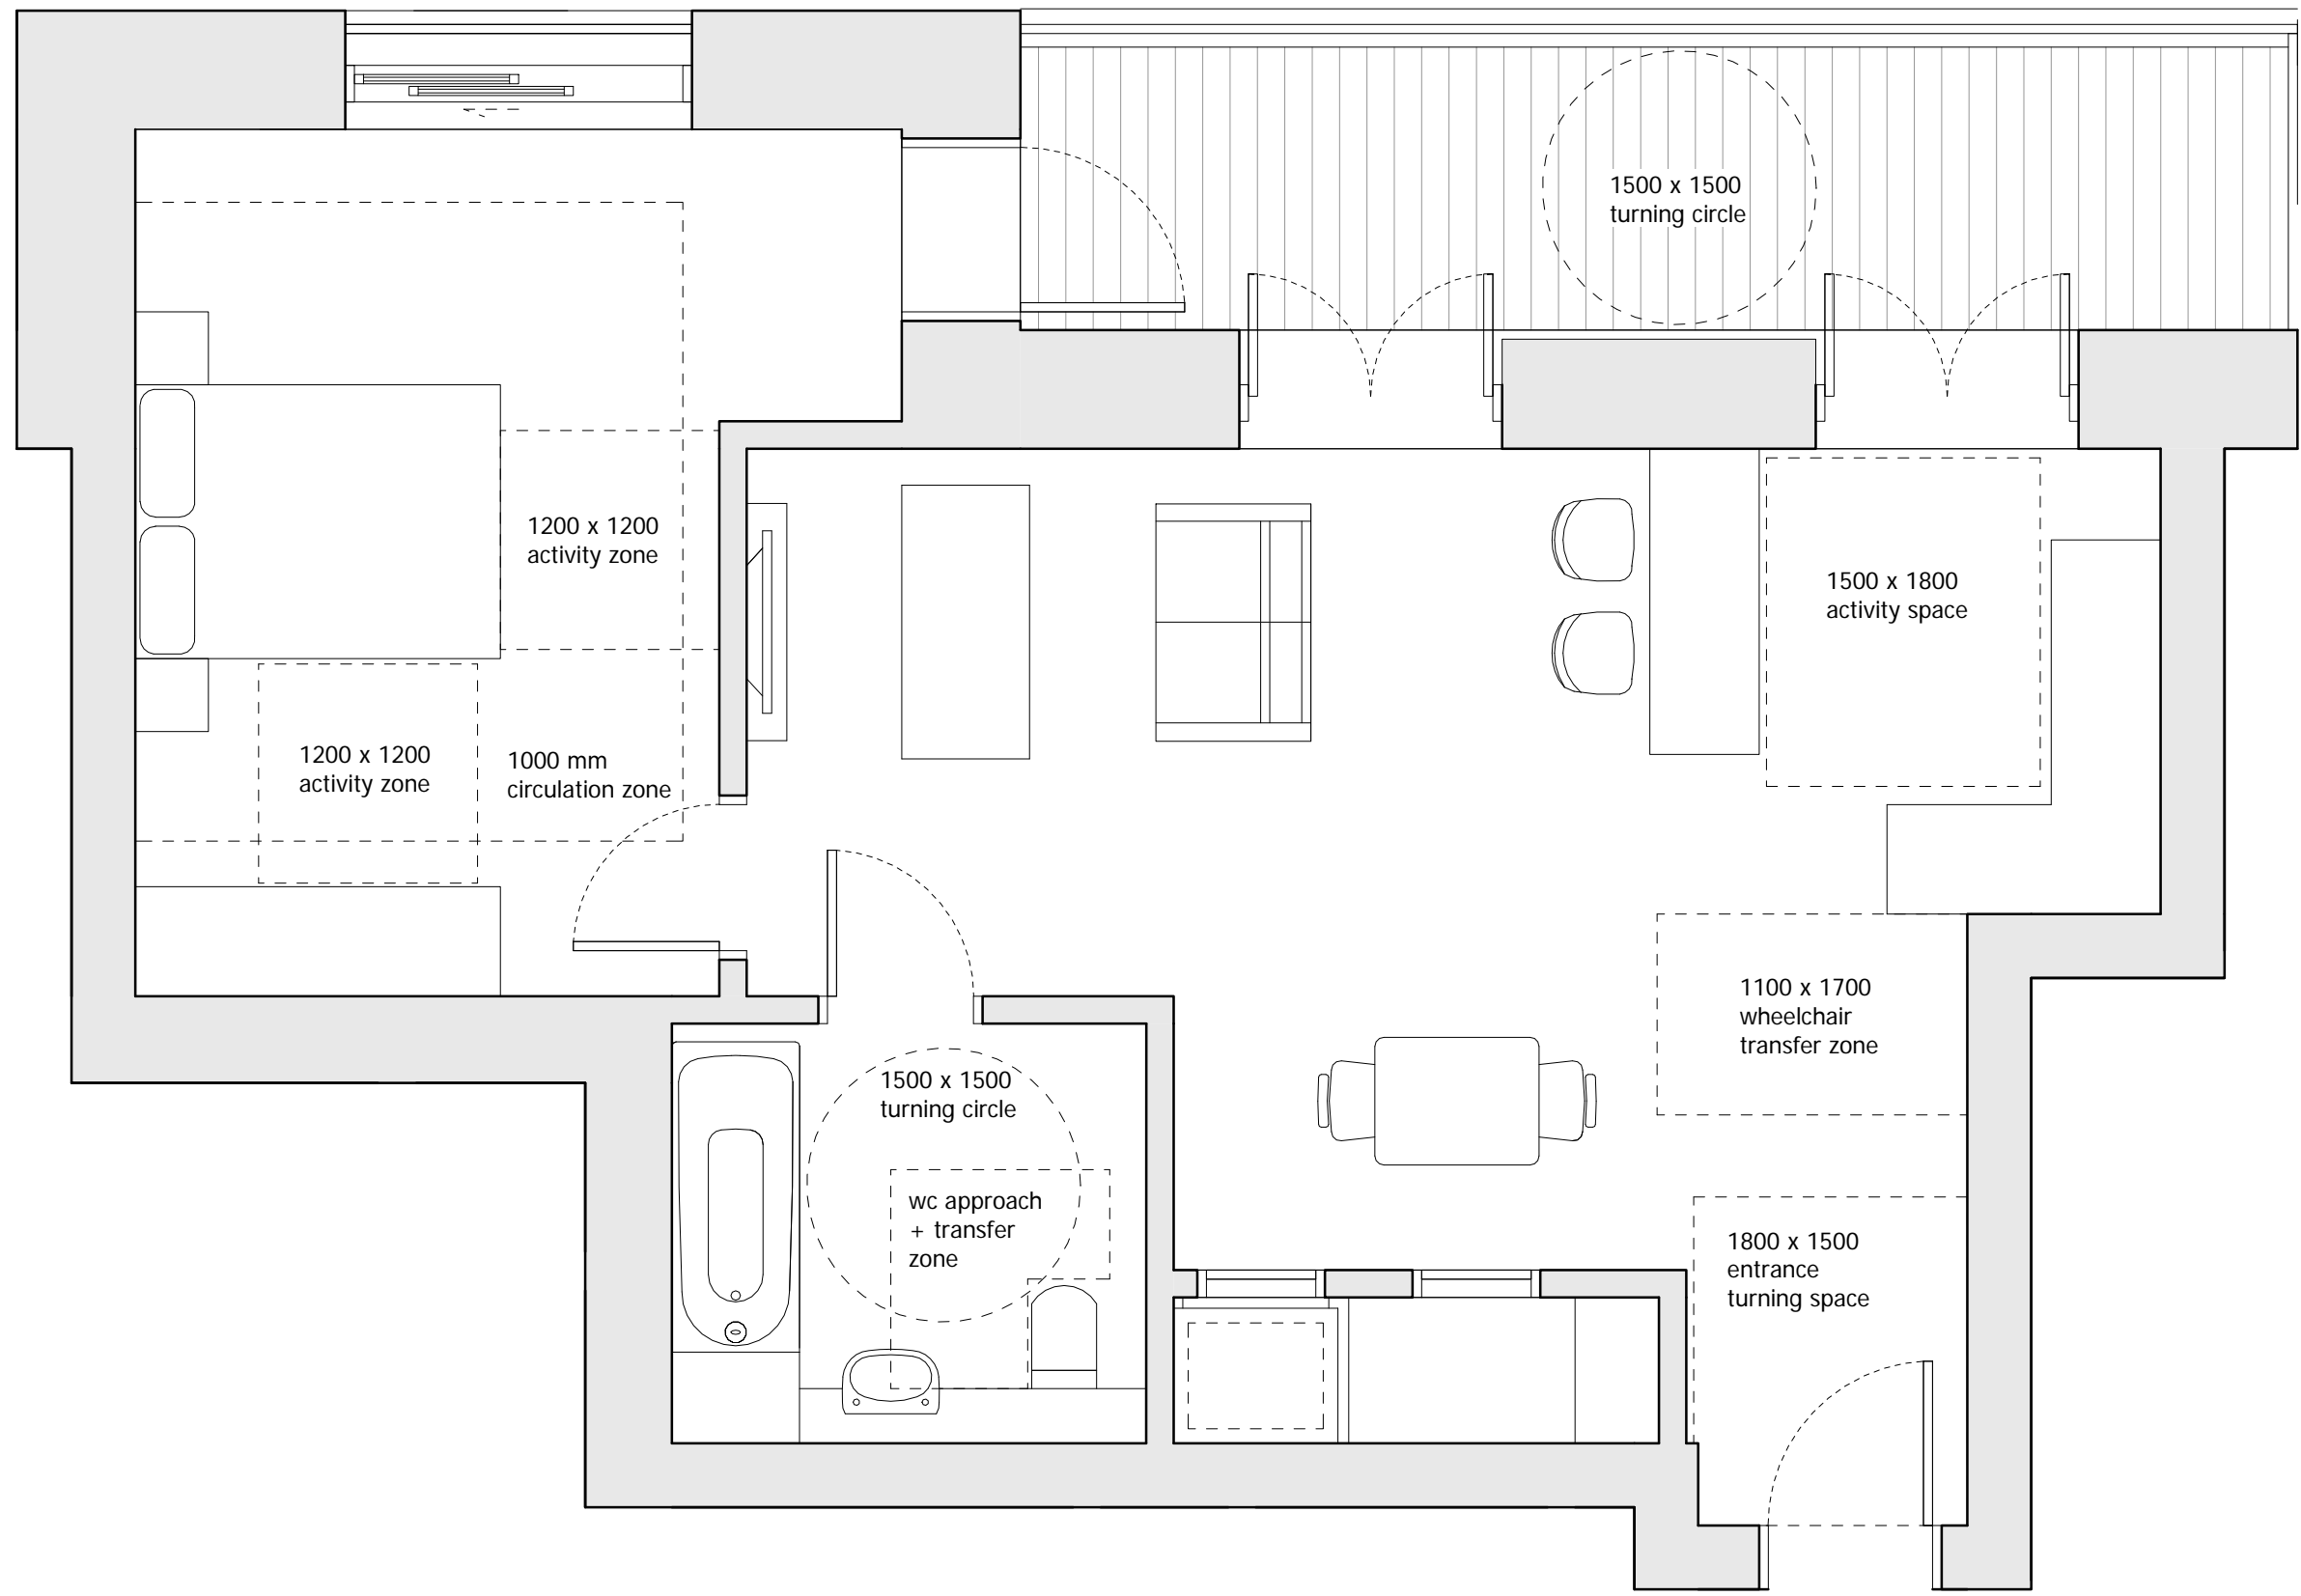 1500 x 1500
turning circle
1200 x 1200
activity zone
1500 x 1800
activity space
1200 x 1200
activity zone
1000 mm
circulation zone
1100 x 1700
wheelchair
transfer zone
1500 x 1500
turning circle
wc approach
+ transfer
zone
1800 x 1500
entrance
turning space